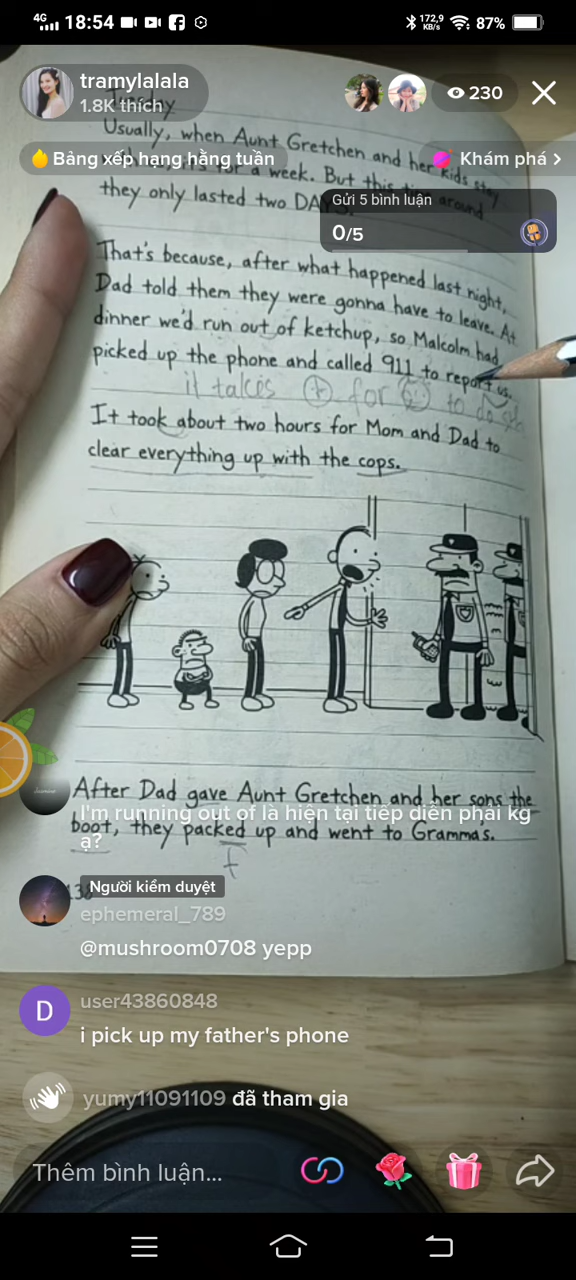 4G 18:54 172,9 KB/s 87%
tramylalala
1.8K thích
230
Usually, when Aunt Gretchen and her kids stay
Bảng xếp hạng hằng tuần
Khám phá
a week. But this time around
they only lasted two DAYS.
Gửi 5 bình luận
0/5
That's because, after what happened last night,
Dad told them they were gonna have to leave. At
dinner we'd run out of ketchup, so Malcolm had
picked up the phone and called 911 to report us.
it takes for to do sth
It took about two hours for Mom and Dad to
clear everything up with the cops.
After Dad gave Aunt Gretchen and her sons the
boot, they packed up and went to Gramma's.
I'm running out of là hiện tại tiếp diễn phải kg
ạ?
138
Người kiểm duyệt
ephemeral_789
@mushroom0708 yepp
D
user43860848
i pick up my father's phone
yumy11091109 đã tham gia
Thêm bình luận...